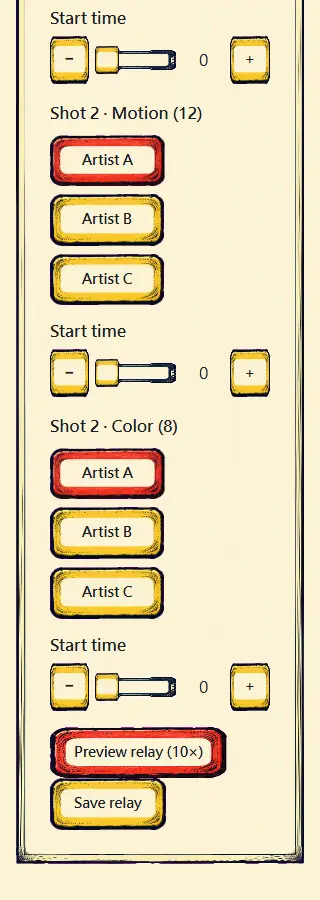 Start time
− 0 +
Shot 2 · Motion (12)
Artist A
Artist B
Artist C
Start time
− 0 +
Shot 2 · Color (8)
Artist A
Artist B
Artist C
Start time
− 0 +
Preview relay (10×)
Save relay